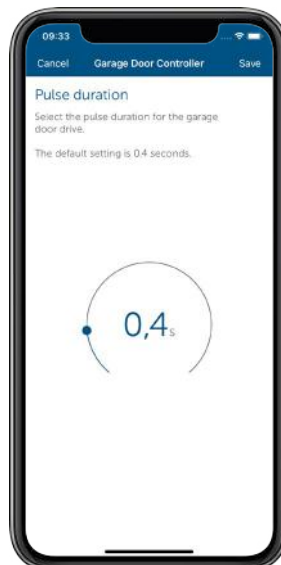 09:33
Cancel Garage Door Controller Save
Pulse duration
Select the pulse duration for the garage
door drive.
The default setting is 0.4 seconds.
0,4s